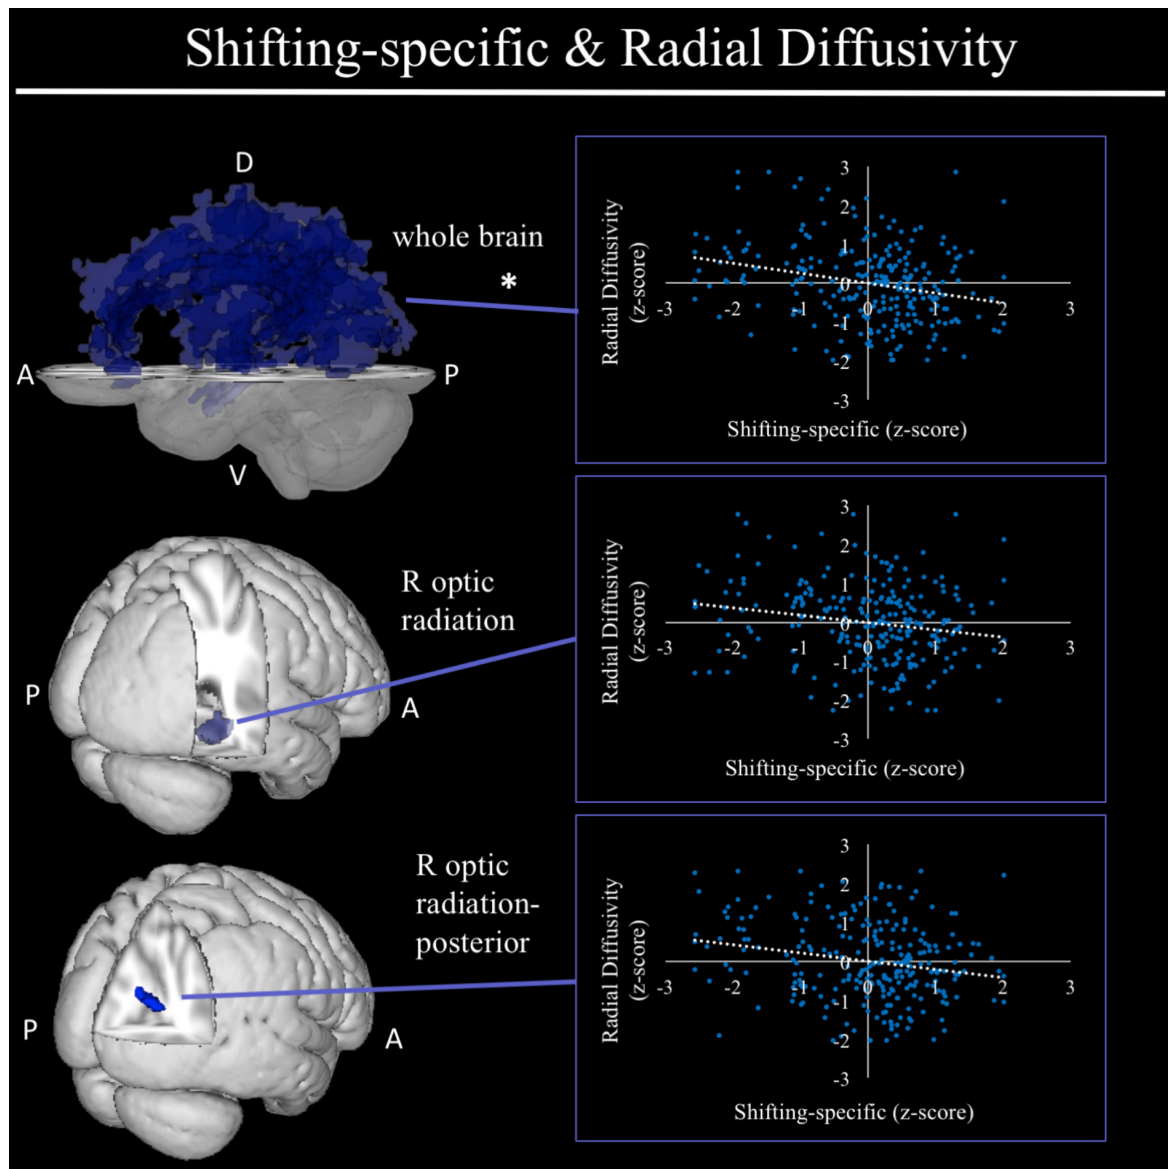 Shifting-specific & Radial Diffusivity
D
whole brain
*
A
P
V
Radial Diffusivity
(z-score)
3
2
1
0
-1
-2
-3
-3
-2
-1
0
1
2
3
Shifting-specific (z-score)
R optic
radiation
P
A
Radial Diffusivity
(z-score)
3
2
1
0
-1
-2
-3
-3
-2
-1
0
1
2
3
Shifting-specific (z-score)
R optic
radiation-
posterior
P
A
Radial Diffusivity
(z-score)
3
2
1
0
-1
-2
-3
-3
-2
-1
0
1
2
3
Shifting-specific (z-score)